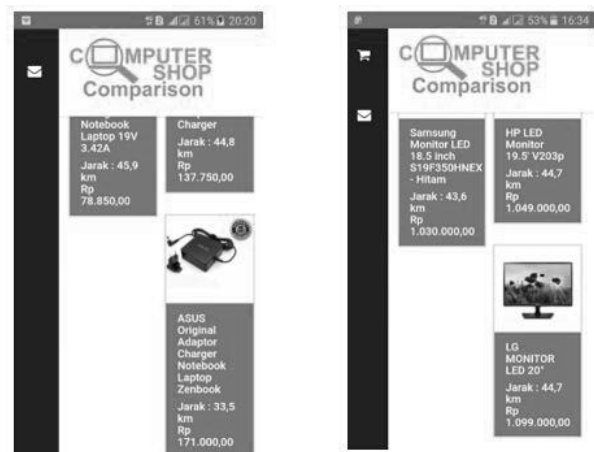 61% 20:20
COMPUTER
SHOP
Comparison
Notebook
Laptop 19V
3.42A
Jarak : 45,9
km
Rp
78.850,00
Charger
Jarak : 44,8
km
Rp
137.750,00
ASUS
Original
Adaptor
Charger
Notebook
Laptop
Zenbook
Jarak : 33,5
km
Rp
171.000,00
53% 16:34
COMPUTER
SHOP
Comparison
Samsung
Monitor LED
18.5 inch
S19F350HNEX
- Hitam
Jarak : 43,6
km
Rp
1.030.000,00
HP LED
Monitor
19.5' V203p
Jarak : 44,7
km
Rp
1.049.000,00
LG
MONITOR
LED 20"
Jarak : 44,7
km
Rp
1.099.000,00